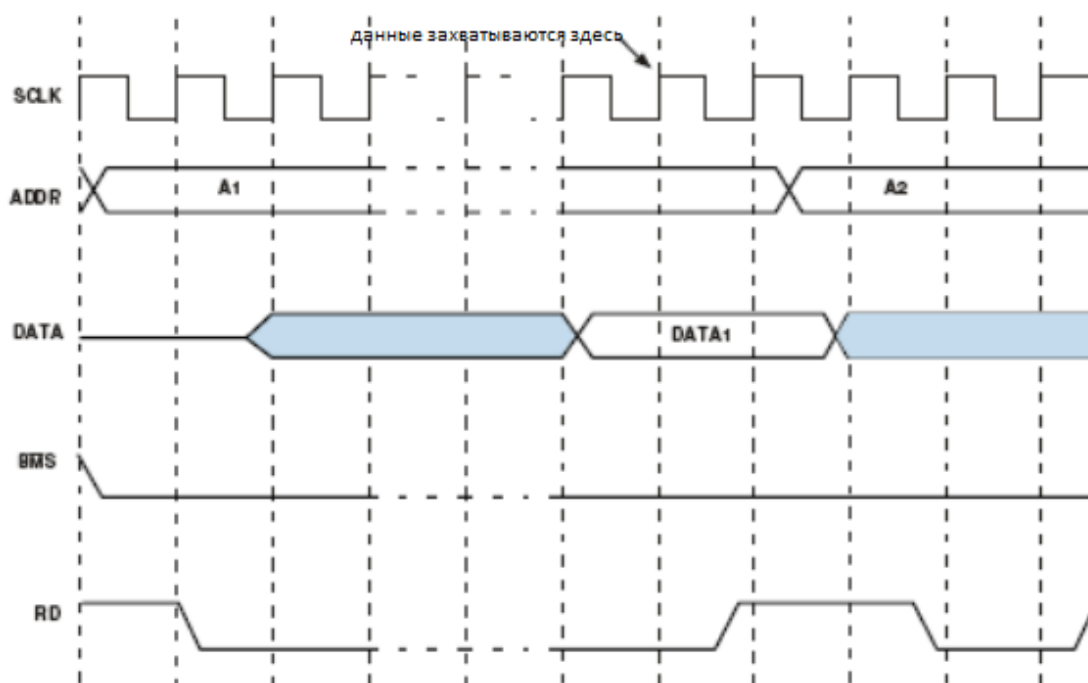 данные захватываются здесь
SCLK
ADDR
A1
A2
DATA
DATA1
BMS
RD